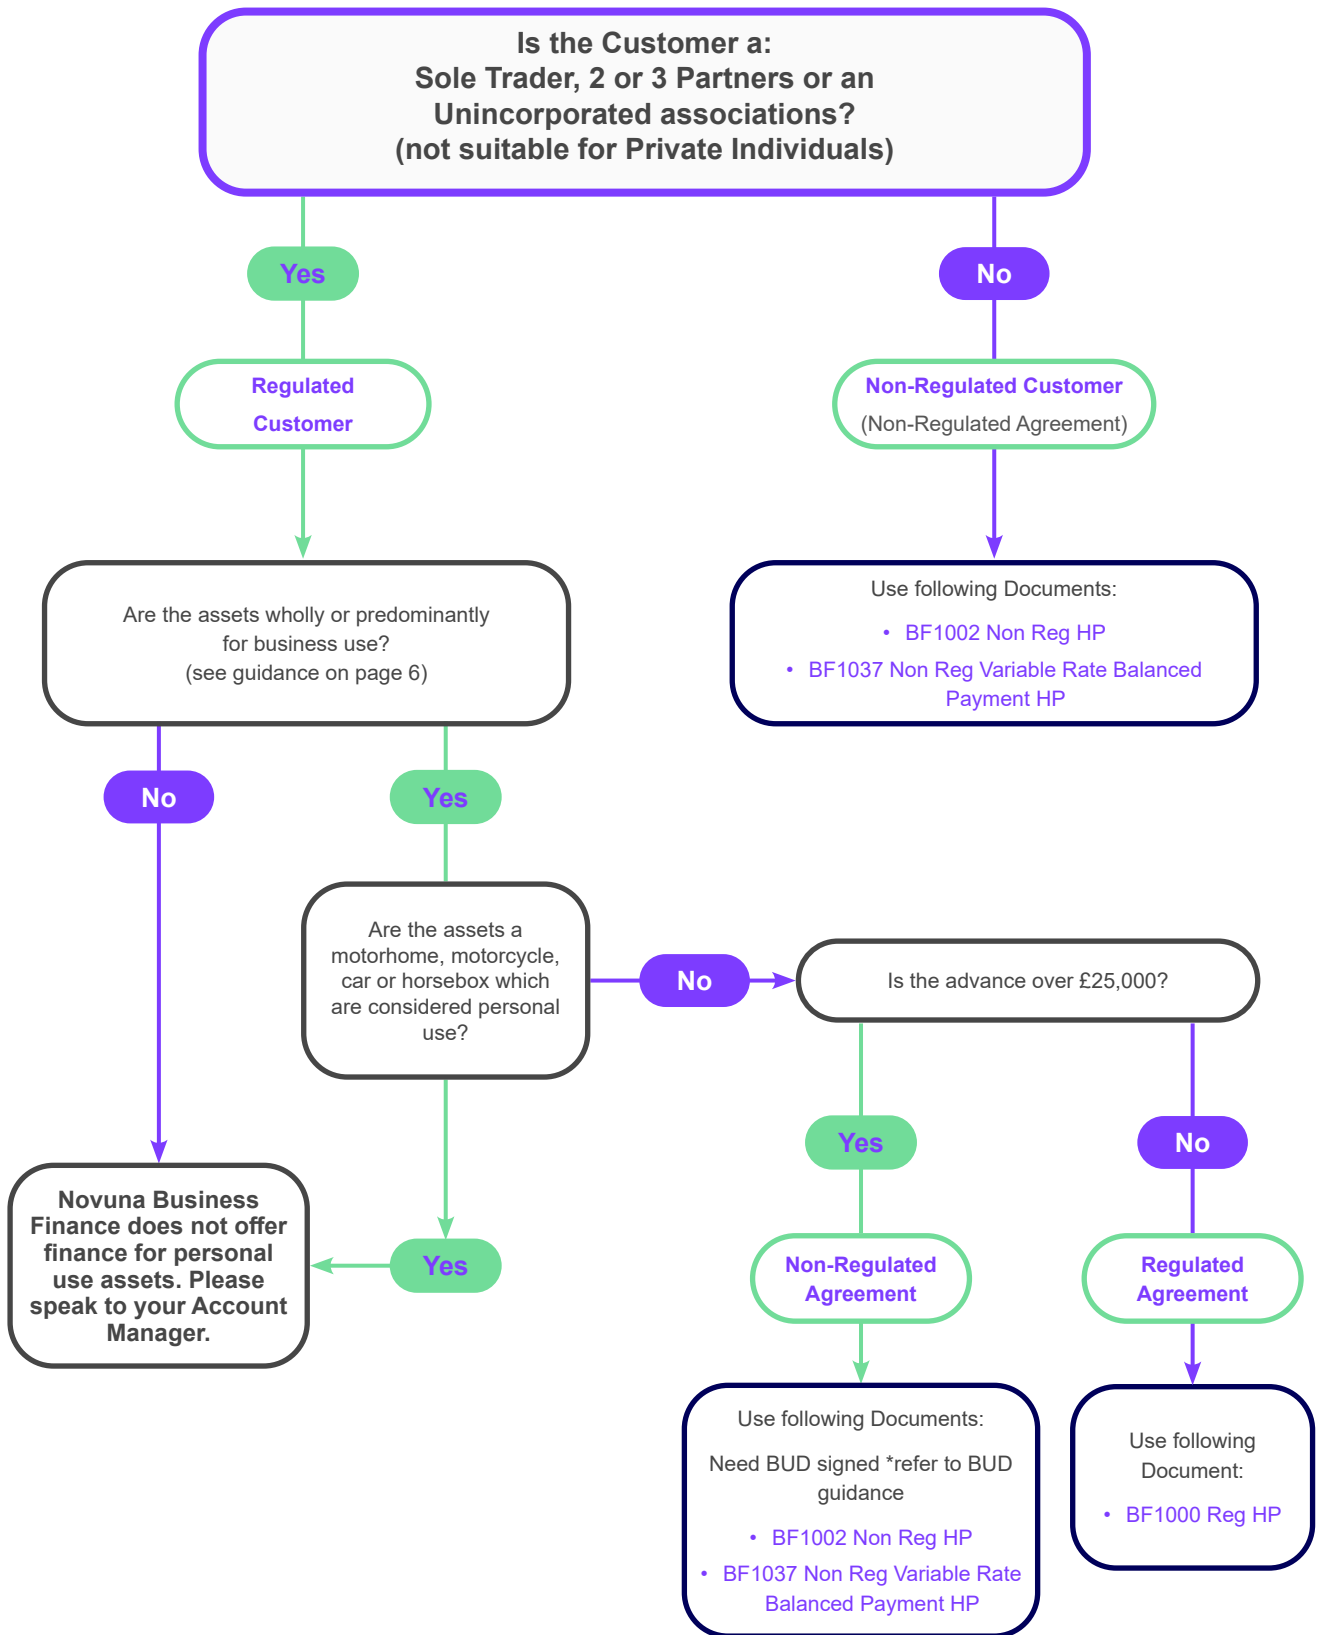 Is the Customer a:
Sole Trader, 2 or 3 Partners or an
Unincorporated associations?
(not suitable for Private Individuals)
Yes
No
Regulated
Customer
Non-Regulated Customer
(Non-Regulated Agreement)
Are the assets wholly or predominantly
for business use?
(see guidance on page 6)
Use following Documents:
• BF1002 Non Reg HP
• BF1037 Non Reg Variable Rate Balanced
Payment HP
No
Yes
Are the assets a
motorhome, motorcycle,
car or horsebox which
are considered personal
use?
No
Is the advance over £25,000?
Yes
No
Novuna Business
Finance does not offer
finance for personal
use assets. Please
speak to your Account
Manager.
Yes
Non-Regulated
Agreement
Regulated
Agreement
Use following Documents:
Need BUD signed *refer to BUD
guidance
• BF1002 Non Reg HP
• BF1037 Non Reg Variable Rate
Balanced Payment HP
Use following
Document:
• BF1000 Reg HP